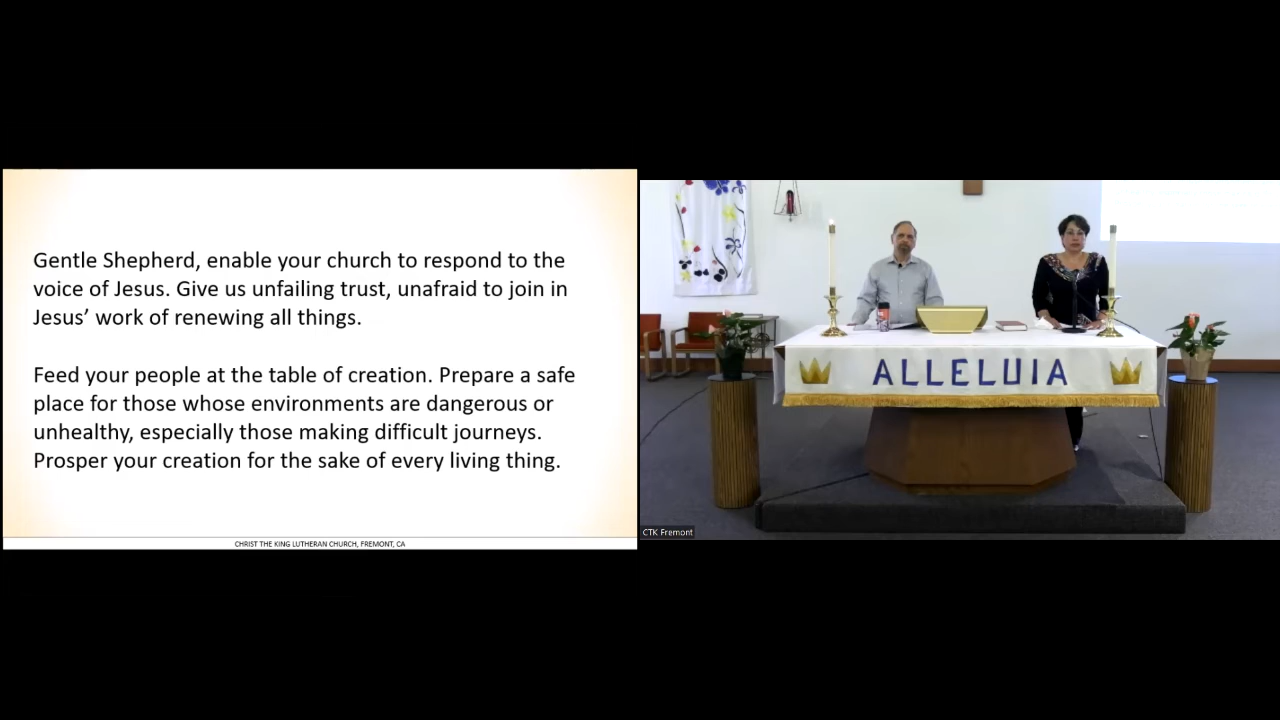 Gentle Shepherd, enable your church to respond to the
voice of Jesus. Give us unfailing trust, unafraid to join in
Jesus’ work of renewing all things.
Feed your people at the table of creation. Prepare a safe
place for those whose environments are dangerous or
unhealthy, especially those making difficult journeys.
Prosper your creation for the sake of every living thing.
CHRIST THE KING LUTHERAN CHURCH, FREMONT, CA
ALLELUIA
CTK Fremont